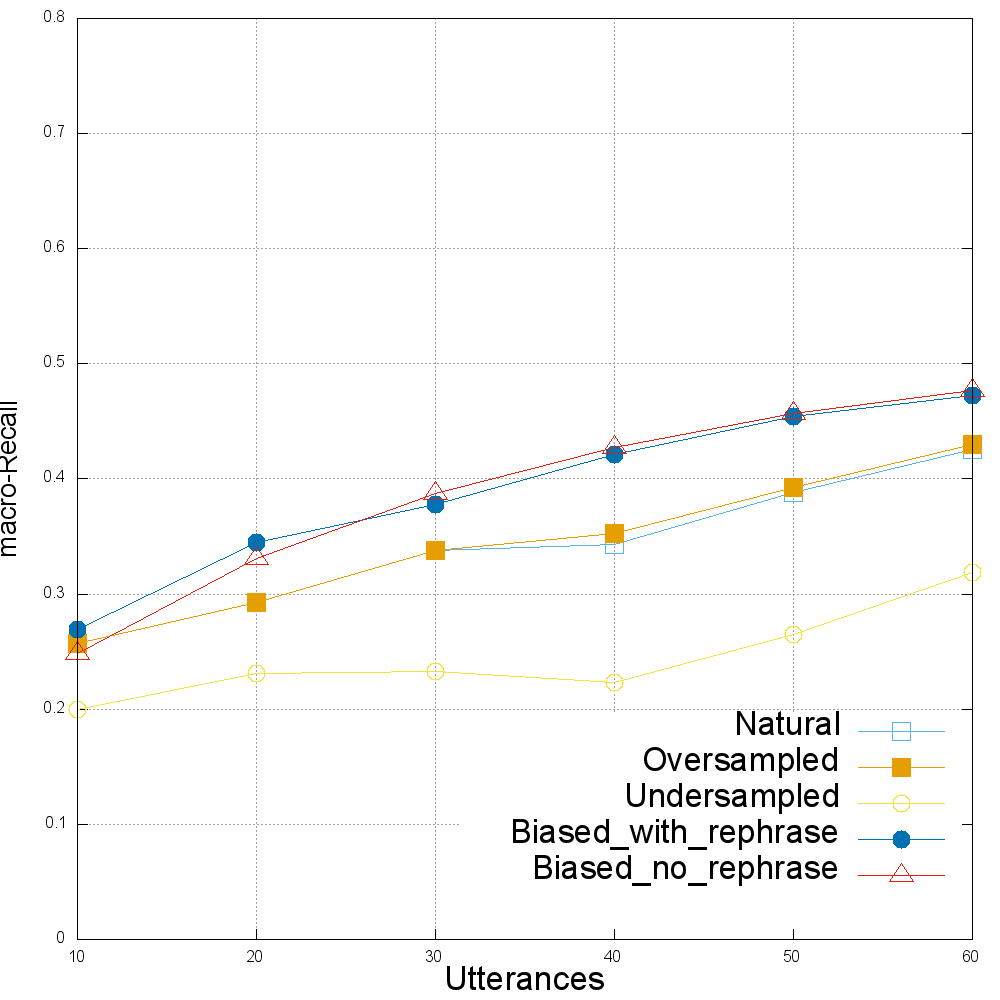 0.8
0.7
0.6
0.5
0.4
0.3
0.2
0.1
0
macro-Recall
Natural
Oversampled
Undersampled
Biased_with_rephrase
Biased_no_rephrase
10 20 30 40 50 60
Utterances